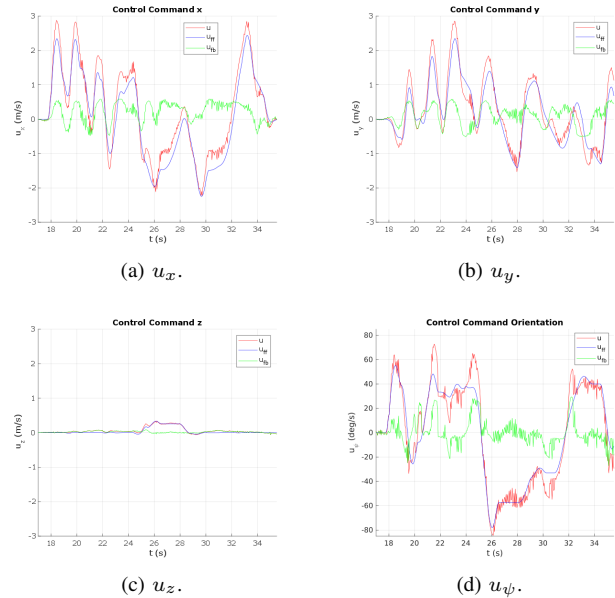 Control Command x
u
u_ff
u_fb
3
2
1
0
-1
-2
-3
u_x (m/s)
18 20 22 24 26 28 30 32 34
t (s)
(a) u_x.
Control Command y
u
u_ff
u_fb
3
2
1
0
-1
-2
-3
u_y (m/s)
18 20 22 24 26 28 30 32 34
t (s)
(b) u_y.
Control Command z
u
u_ff
u_fb
3
2
1
0
-1
-2
-3
u_z (m/s)
18 20 22 24 26 28 30 32 34
t (s)
(c) u_z.
Control Command Orientation
u
u_ff
u_fb
80
60
40
20
0
-20
-40
-60
-80
(deg/s)
18 20 22 24 26 28 30 32 34
t (s)
(d) u_ψ.